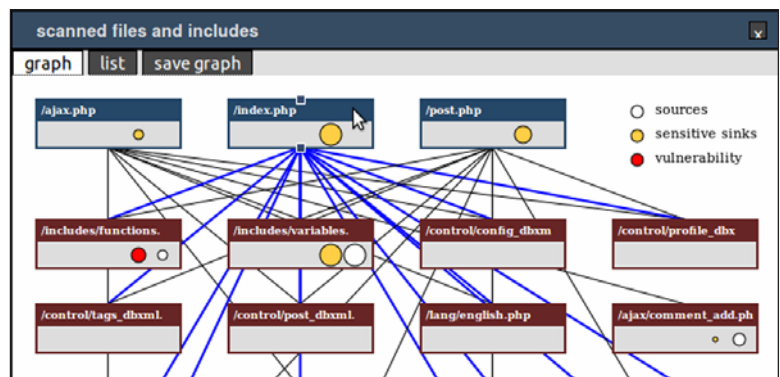 scanned files and includes
x
graph list save graph
/ajax.php /index.php /post.php
sources
sensitive sinks
vulnerability
/includes/functions. /includes/variables. /control/config_dbxm /control/profile_dbx
/control/tags_dbxml. /control/post_dbxml. /lang/english.php /ajax/comment_add.ph